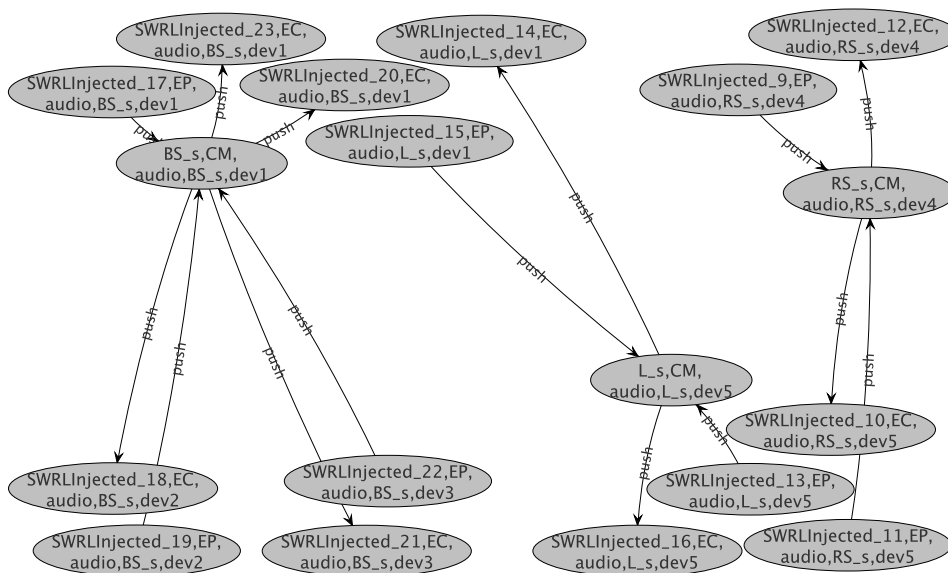 SWRLInjected_23,EC,
audio,BS_s,dev1
SWRLInjected_14,EC,
audio,L_s,dev1
SWRLInjected_12,EC,
audio,RS_s,dev4
SWRLInjected_17,EP,
audio,BS_s,dev1
SWRLInjected_20,EC,
audio,BS_s,dev1
SWRLInjected_9,EP,
audio,RS_s,dev4
push
push
push
push
SWRLInjected_15,EP,
audio,L_s,dev1
push
BS_s,CM,
audio,BS_s,dev1
RS_s,CM,
audio,RS_s,dev4
push
push
push
push
push
push
push
push
push
L_s,CM,
audio,L_s,dev5
SWRLInjected_10,EC,
audio,RS_s,dev5
push
push
SWRLInjected_18,EC,
audio,BS_s,dev2
SWRLInjected_22,EP,
audio,BS_s,dev3
SWRLInjected_13,EP,
audio,L_s,dev5
SWRLInjected_19,EP,
audio,BS_s,dev2
SWRLInjected_21,EC,
audio,BS_s,dev3
SWRLInjected_16,EC,
audio,L_s,dev5
SWRLInjected_11,EP,
audio,RS_s,dev5